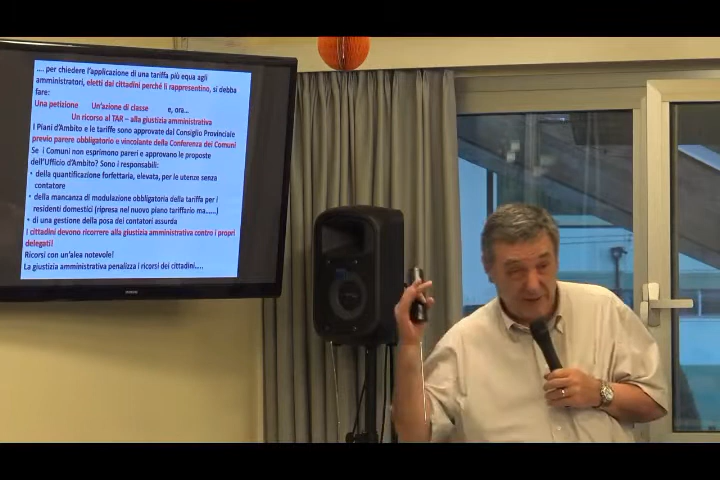 .... per chiedere l'applicazione di una tariffa più equa agli
amministratori, eletti dai cittadini perché li rappresentino, si debba
fare:
Una petizione Un'azione di classe e, ora...
Un ricorso al TAR – alla giustizia amministrativa
I Piani d'Ambito e le tariffe sono approvate dal Consiglio Provinciale
previo parere obbligatorio e vincolante della Conferenza dei Comuni
Se i Comuni non esprimono pareri e approvano le proposte
dell'Ufficio d'Ambito? Sono i responsabili:
• della quantificazione forfettaria, elevata, per le utenze senza
contatore
• della mancanza di modulazione obbligatoria della tariffa per i
residenti domestici (ripresa nel nuovo piano tariffario ma......)
• di una gestione della posa dei contatori assurda
I cittadini devono ricorrere alla giustizia amministrativa contro i propri
delegati!
Ricorsi con un'alea notevole!
La giustizia amministrativa penalizza i ricorsi dei cittadini.....